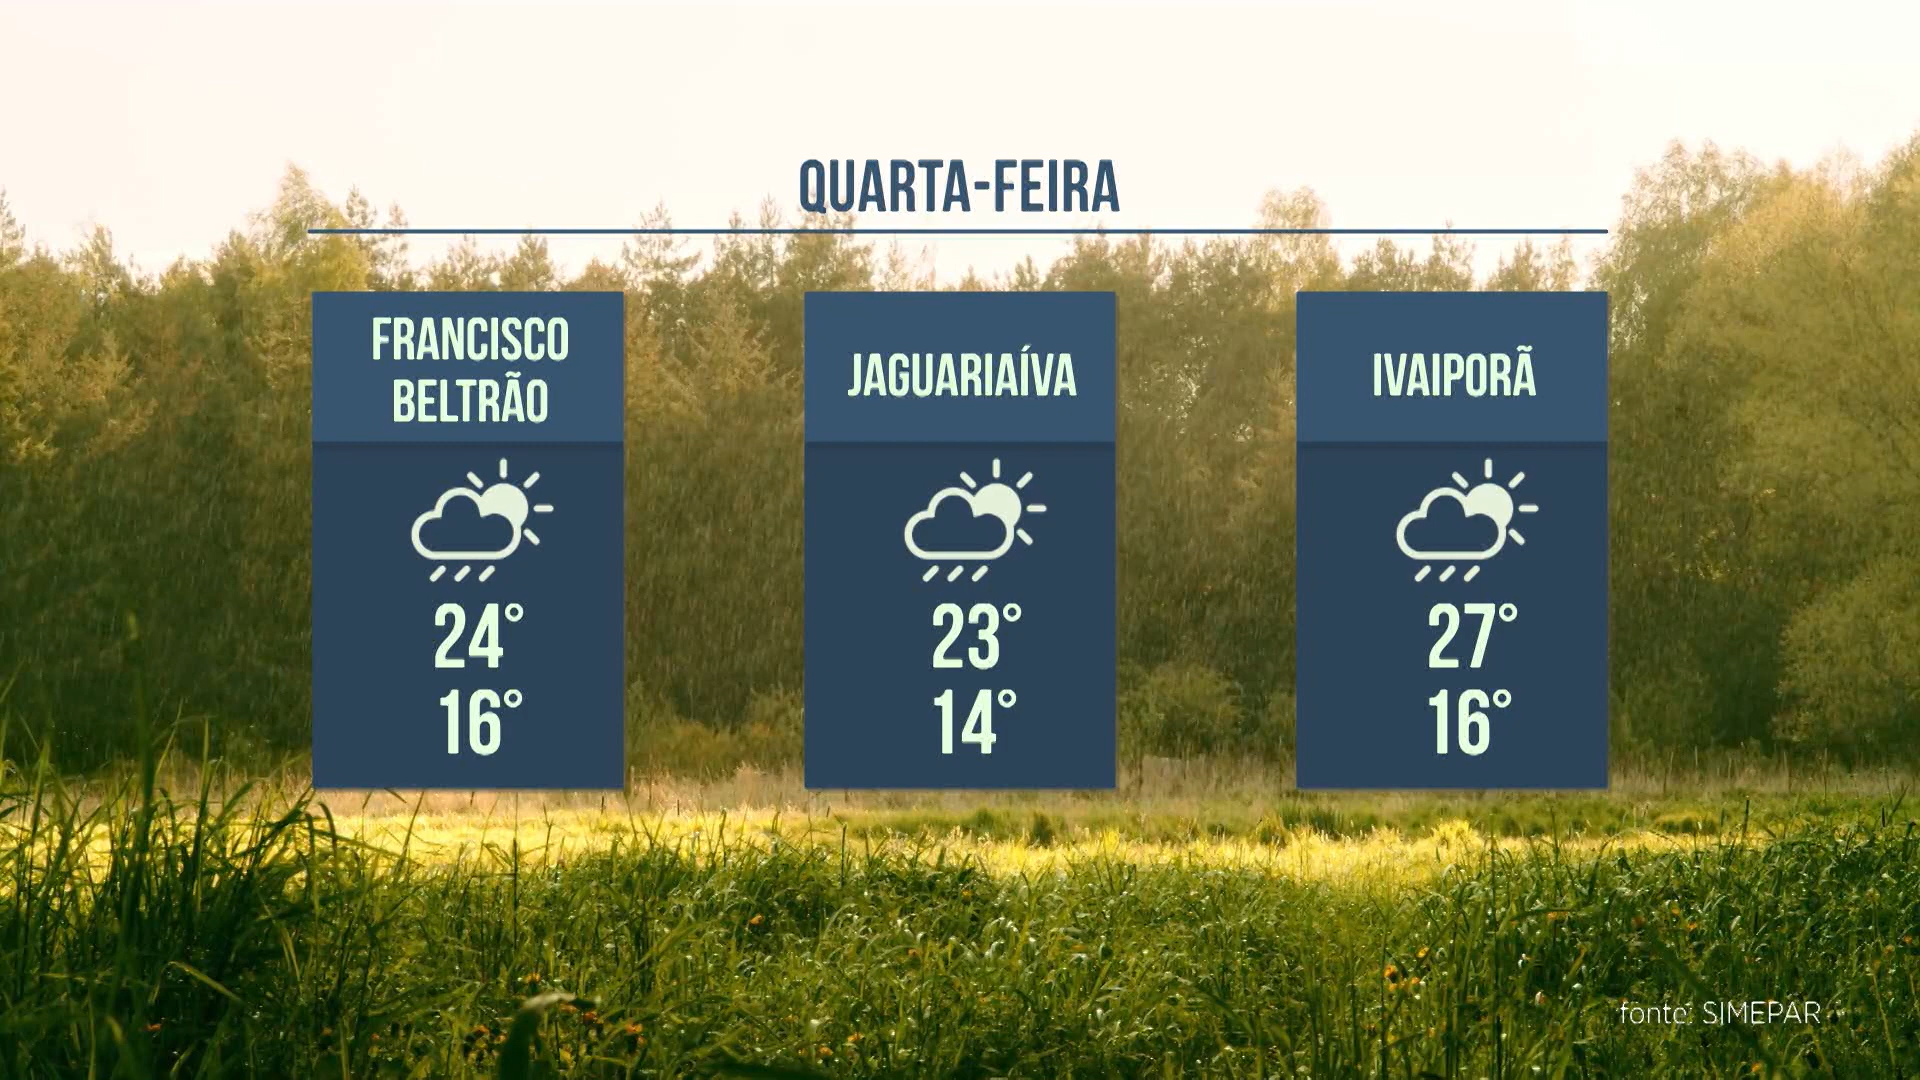 QUARTA-FEIRA
FRANCISCO
BELTRÃO
24°
16°
JAGUARIAÍVA
23°
14°
IVAIPORÃ
27°
16°
fonte: SIMEPAR